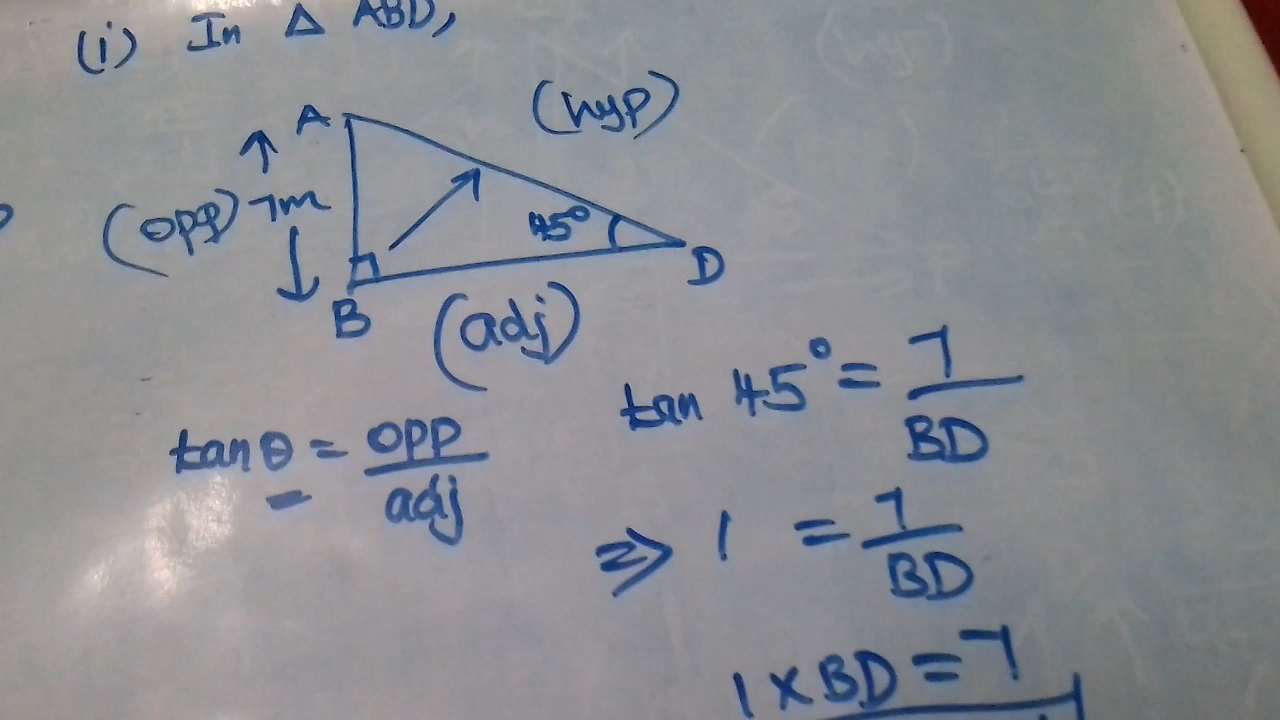 (i) In △ ABD,
A
(hyp)
(opp) 7m
45°
B
D
(adj)
tan 45° = 7/BD
tanθ = opp/adj
⇒ 1 = 7/BD
1 × BD = 7